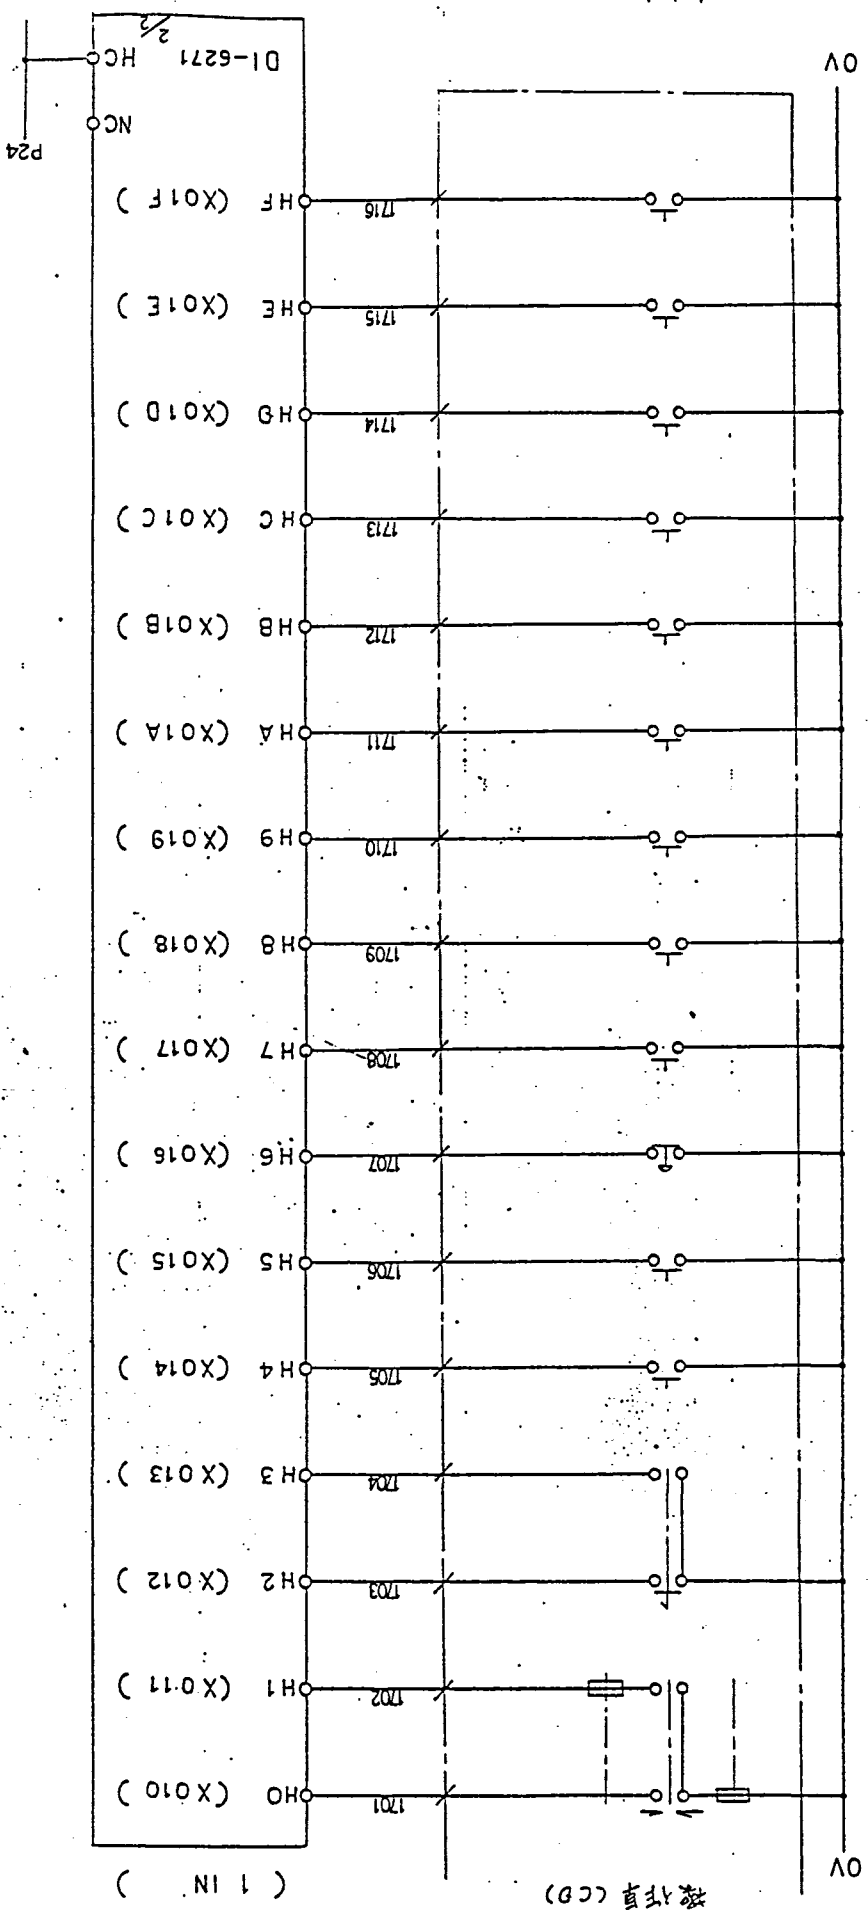 0V
操作卓(CD)
( 1 IN )
1701 H0 (X010 )
1702 H1 (X011 )
1703 H2 (X012 )
1704 H3 (X013 )
1705 H4 (X014 )
1706 H5 (X015 )
1707 H6 (X016 )
1708 H7 (X017 )
1709 H8 (X018 )
1710 H9 (X019 )
1711 HA (X01A )
1712 HB (X01B )
1713 HC (X01C )
1714 HD (X01D )
1715 HE (X01E )
1716 HF (X01F )
NC
P24
0V
DI-6271
HC
2/2